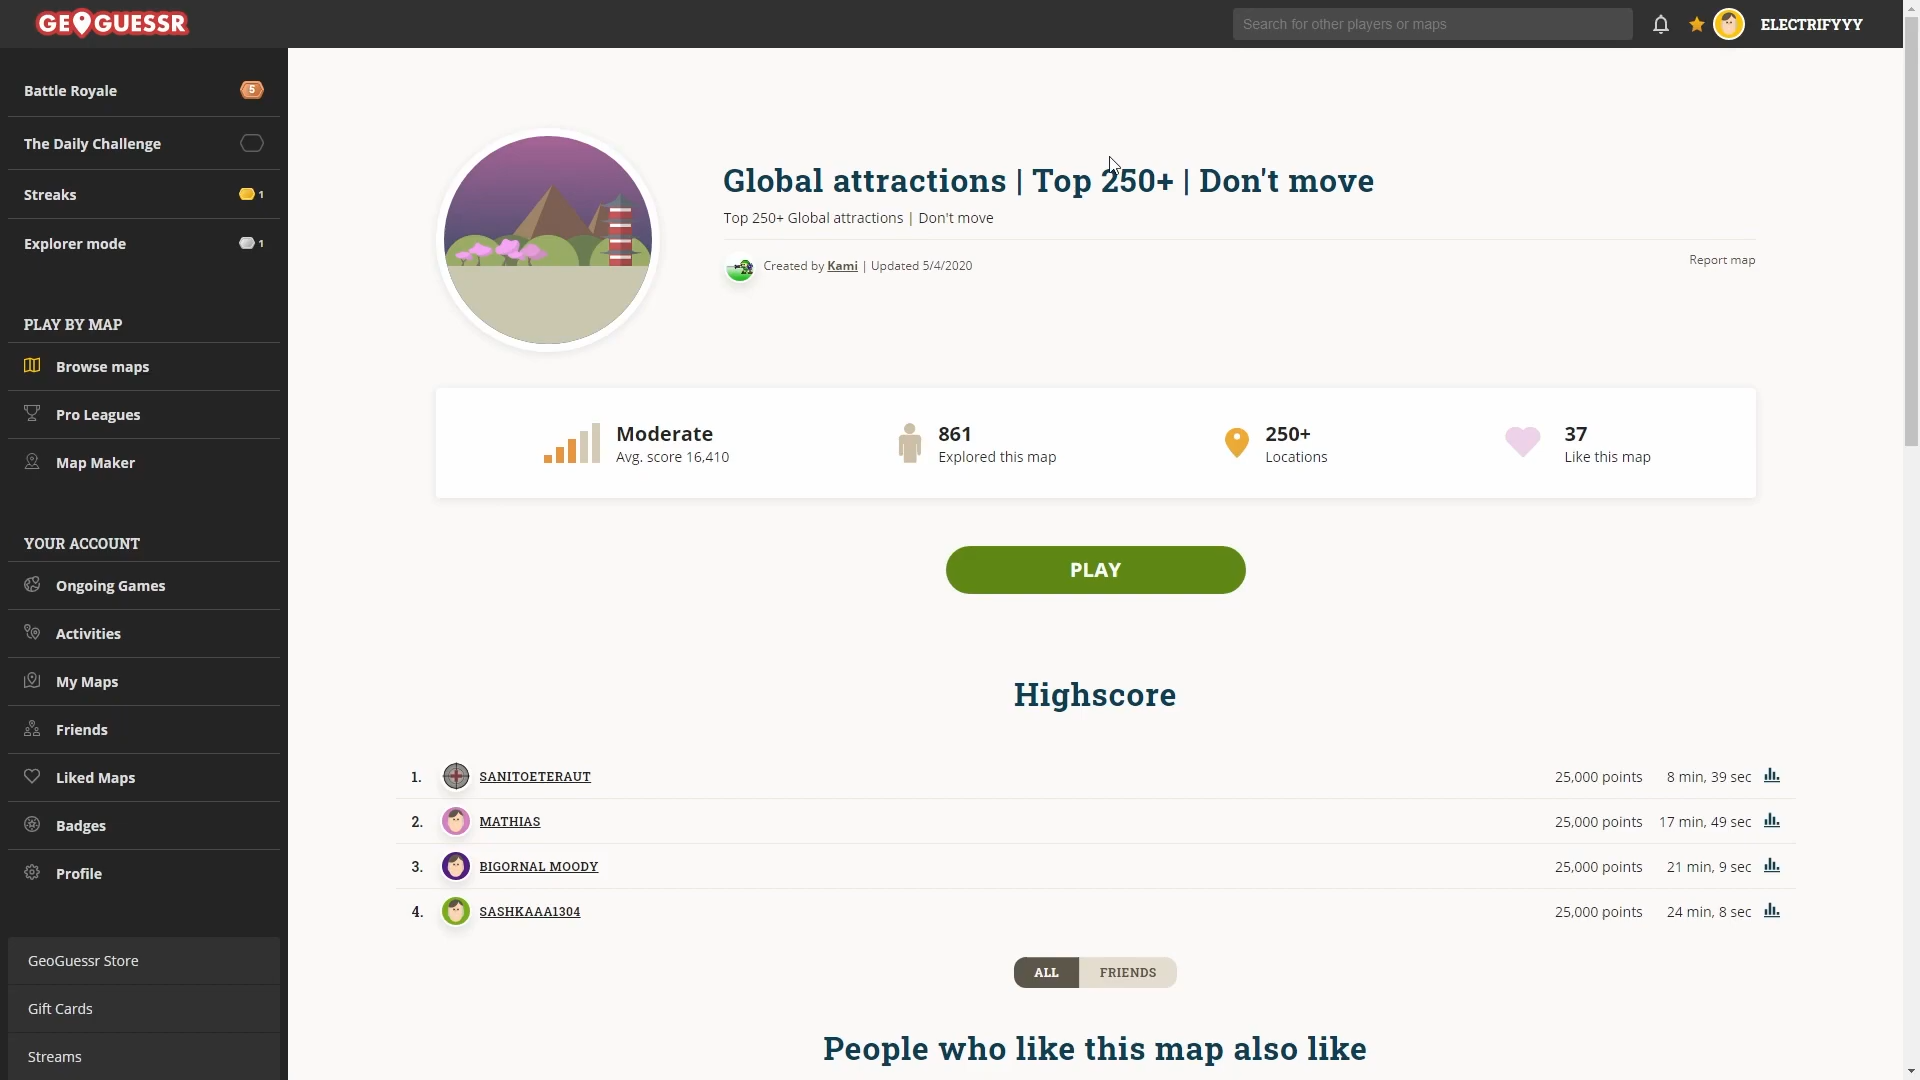 GEOGUESSR
Search for other players or maps
ELECTRIFYYY
Battle Royale 5
The Daily Challenge
Streaks 1
Explorer mode 1
PLAY BY MAP
Browse maps
Pro Leagues
Map Maker
YOUR ACCOUNT
Ongoing Games
Activities
My Maps
Friends
Liked Maps
Badges
Profile
GeoGuessr Store
Gift Cards
Streams
Global attractions | Top 250+ | Don't move
Top 250+ Global attractions | Don't move
Created by Kami | Updated 5/4/2020
Report map
Moderate
Avg. score 16,410
861
Explored this map
250+
Locations
37
Like this map
PLAY
Highscore
1. SANITOETERAUT 25,000 points 8 min, 39 sec
2. MATHIAS 25,000 points 17 min, 49 sec
3. BIGORNAL MOODY 25,000 points 21 min, 9 sec
4. SASHKAAA1304 25,000 points 24 min, 8 sec
ALL FRIENDS
People who like this map also like